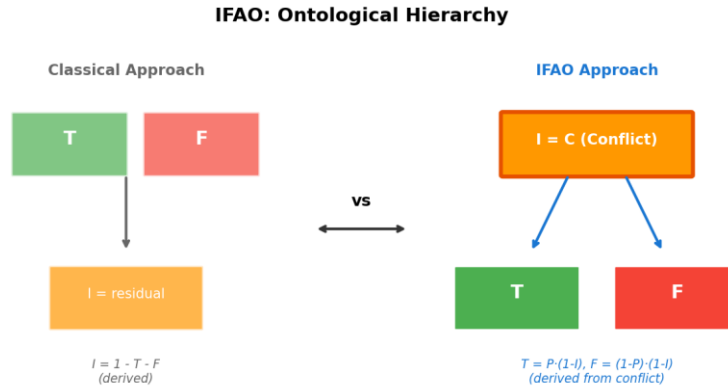 IFAO: Ontological Hierarchy
Classical Approach
IFAO Approach
T
F
I = C (Conflict)
vs
I = residual
T
F
I = 1 - T - F
(derived)
T = P·(1-I), F = (1-P)·(1-I)
(derived from conflict)